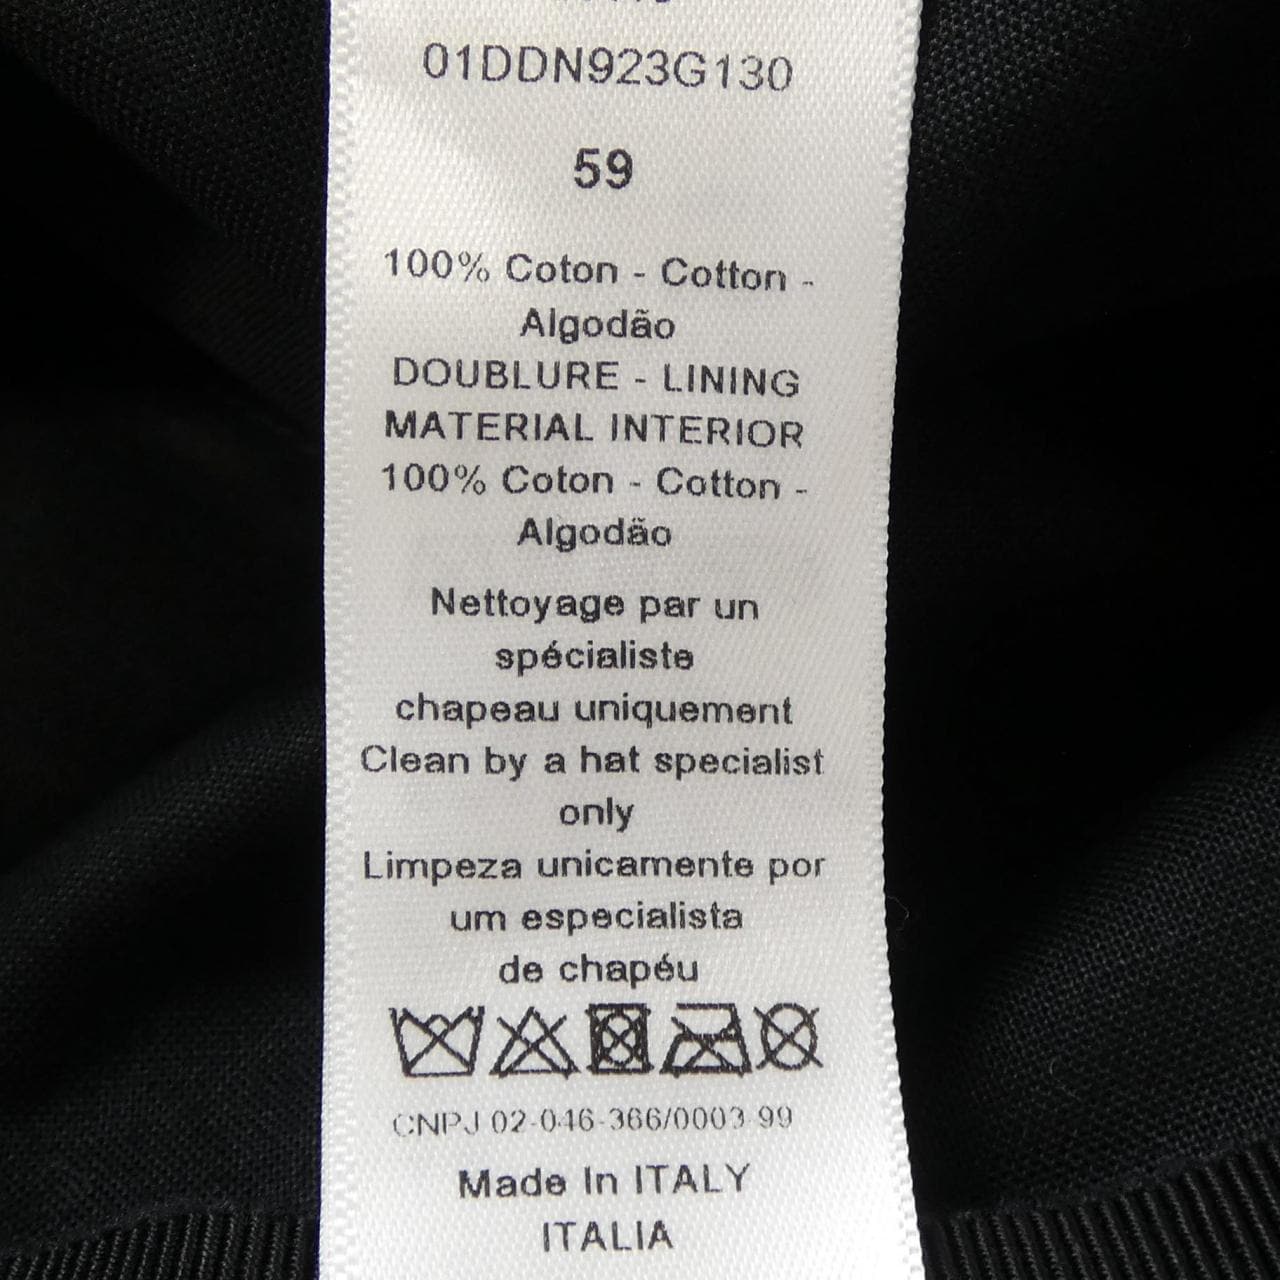 01DDN923G130
59
100% Coton - Cotton -
Algodão
DOUBLURE - LINING
MATERIAL INTERIOR
100% Coton - Cotton -
Algodão
Nettoyage par un
spécialiste
chapeau uniquement
Clean by a hat specialist
only
Limpeza unicamente por
um especialista
de chapéu
CNPJ 02-046-366/0003-99
Made In ITALY
ITALIA